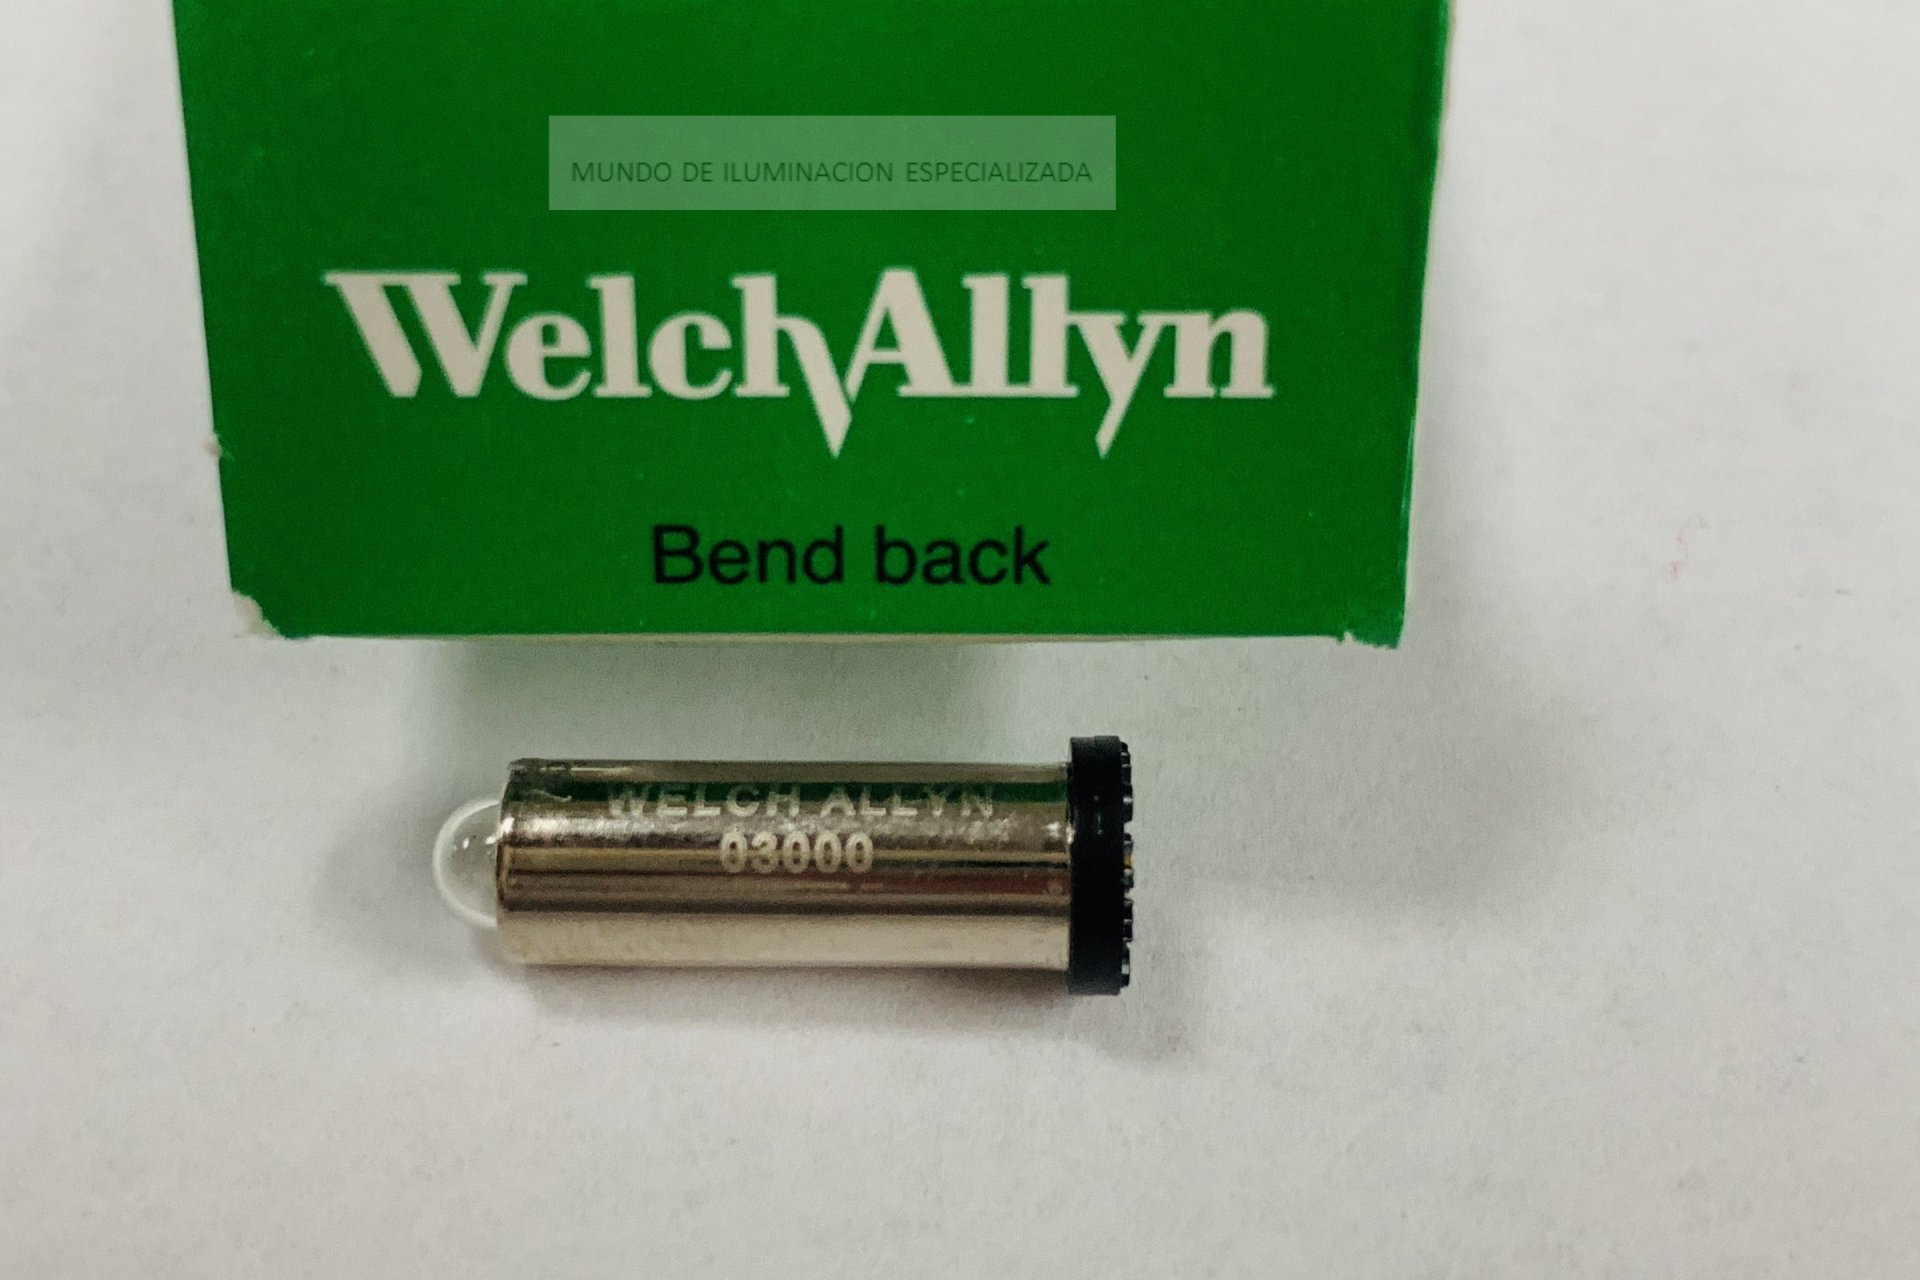 MUNDO DE ILUMINACION ESPECIALIZADA
WelchAllyn
Bend back
WELCH ALLYN
03000